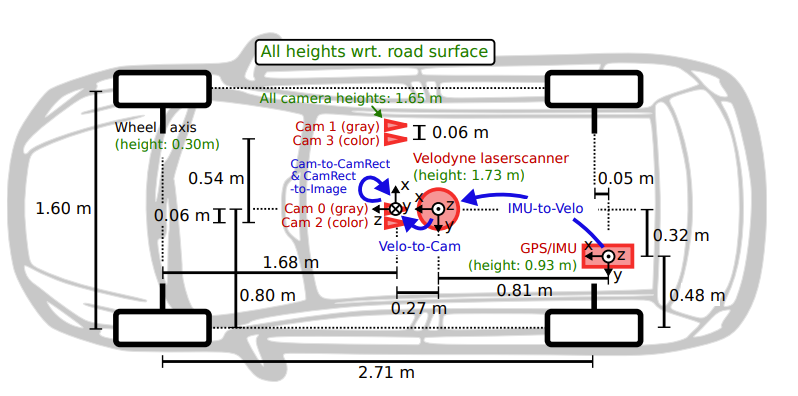 All heights wrt. road surface
All camera heights: 1.65 m
Wheel axis
(height: 0.30m)
Cam 1 (gray)
Cam 3 (color)
0.06 m
Cam-to-CamRect
& CamRect
-to-Image
Velodyne laserscanner
(height: 1.73 m)
0.54 m
0.05 m
x
x
y
z
z
y
Cam 0 (gray)
Cam 2 (color)
IMU-to-Velo
1.60 m
0.06 m
Velo-to-Cam
0.32 m
GPS/IMU
(height: 0.93 m)
x
z
y
1.68 m
0.80 m
0.81 m
0.48 m
0.27 m
2.71 m